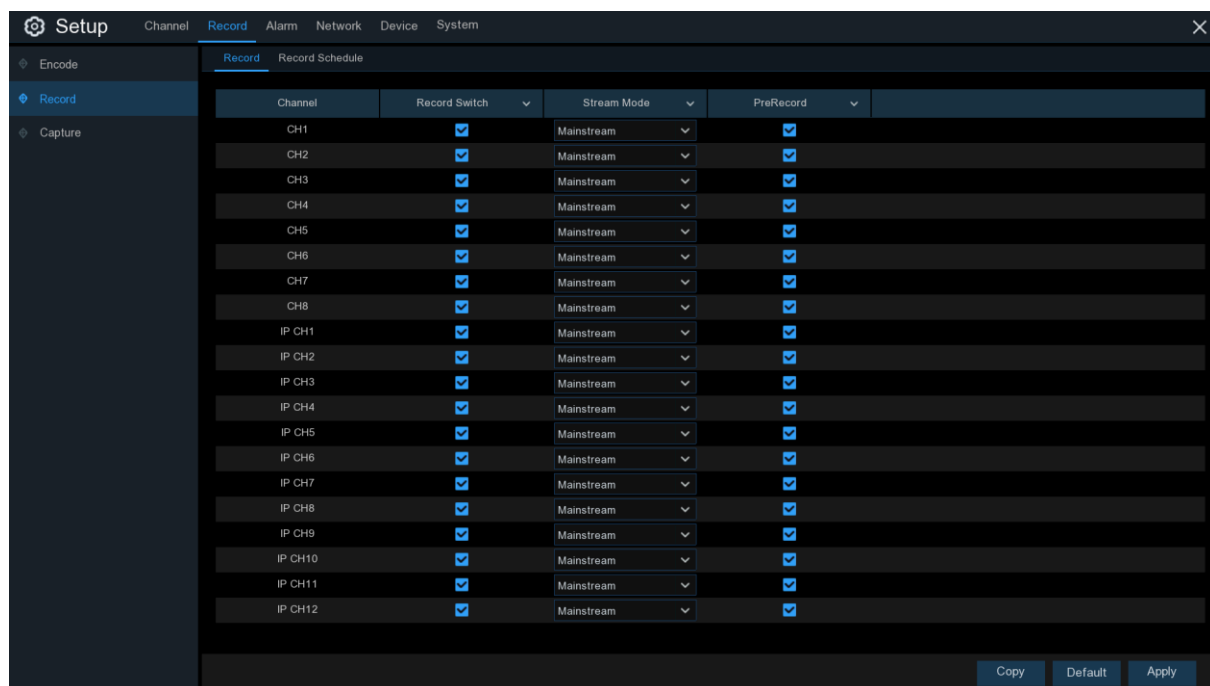 Setup Channel Record Alarm Network Device System
Encode
Record
Capture
Record Record Schedule
Channel Record Switch Stream Mode PreRecord
CH1 Mainstream
CH2 Mainstream
CH3 Mainstream
CH4 Mainstream
CH5 Mainstream
CH6 Mainstream
CH7 Mainstream
CH8 Mainstream
IP CH1 Mainstream
IP CH2 Mainstream
IP CH3 Mainstream
IP CH4 Mainstream
IP CH5 Mainstream
IP CH6 Mainstream
IP CH7 Mainstream
IP CH8 Mainstream
IP CH9 Mainstream
IP CH10 Mainstream
IP CH11 Mainstream
IP CH12 Mainstream
Copy Default Apply